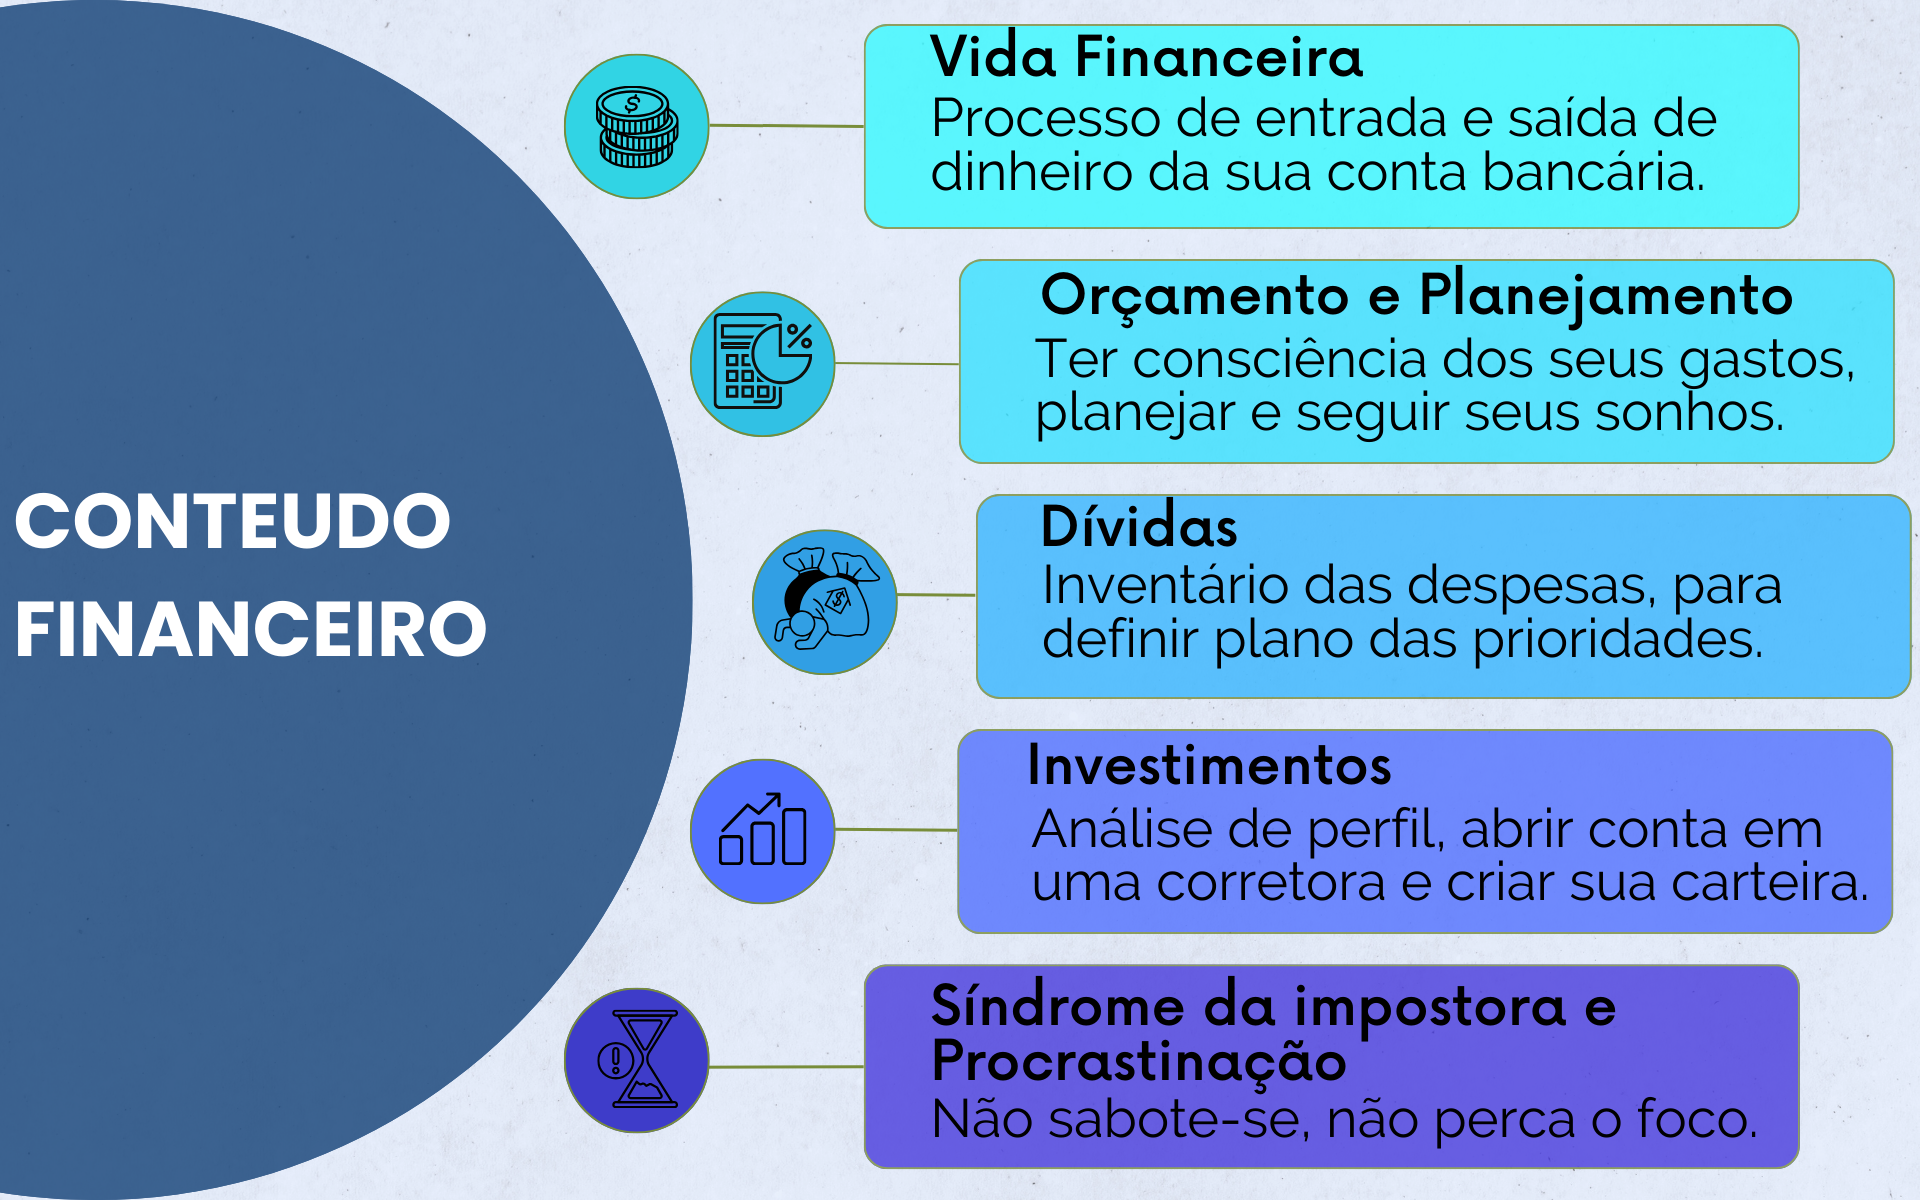 CONTEUDO
FINANCEIRO
Vida Financeira
Processo de entrada e saída de
dinheiro da sua conta bancária.
Orçamento e Planejamento
Ter consciência dos seus gastos,
planejar e seguir seus sonhos.
Dívidas
Inventário das despesas, para
definir plano das prioridades.
Investimentos
Análise de perfil, abrir conta em
uma corretora e criar sua carteira.
Síndrome da impostora e
Procrastinação
Não sabote-se, não perca o foco.